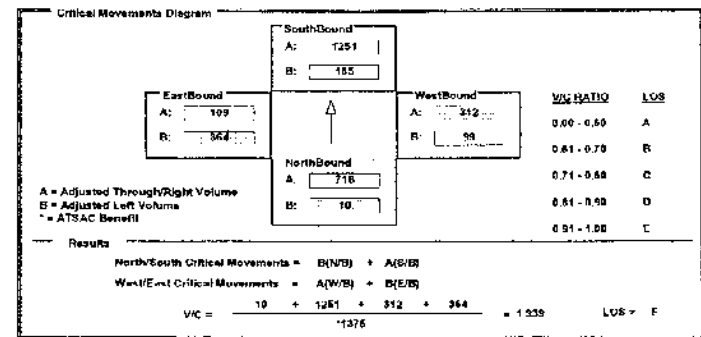 Critical Movements Diagram
SouthBound
A: 1251
B: 185
EastBound
A: 109
B: 364
WestBound
A: 312
B: 99
V/C RATIO LOS
0.00 - 0.60 A
0.61 - 0.70 B
0.71 - 0.80 C
0.81 - 0.90 D
0.91 - 1.00 E
NorthBound
A: 716
B: 10
A = Adjusted Through/Right Volume
B = Adjusted Left Volume
* = ATSAC Benefit
Results
North/South Critical Movements = B(N/B) + A(S/B)
West/East Critical Movements = A(W/B) + B(E/B)
V/C = 10 + 1251 + 312 + 364 = 1.339 LOS = F
*1375